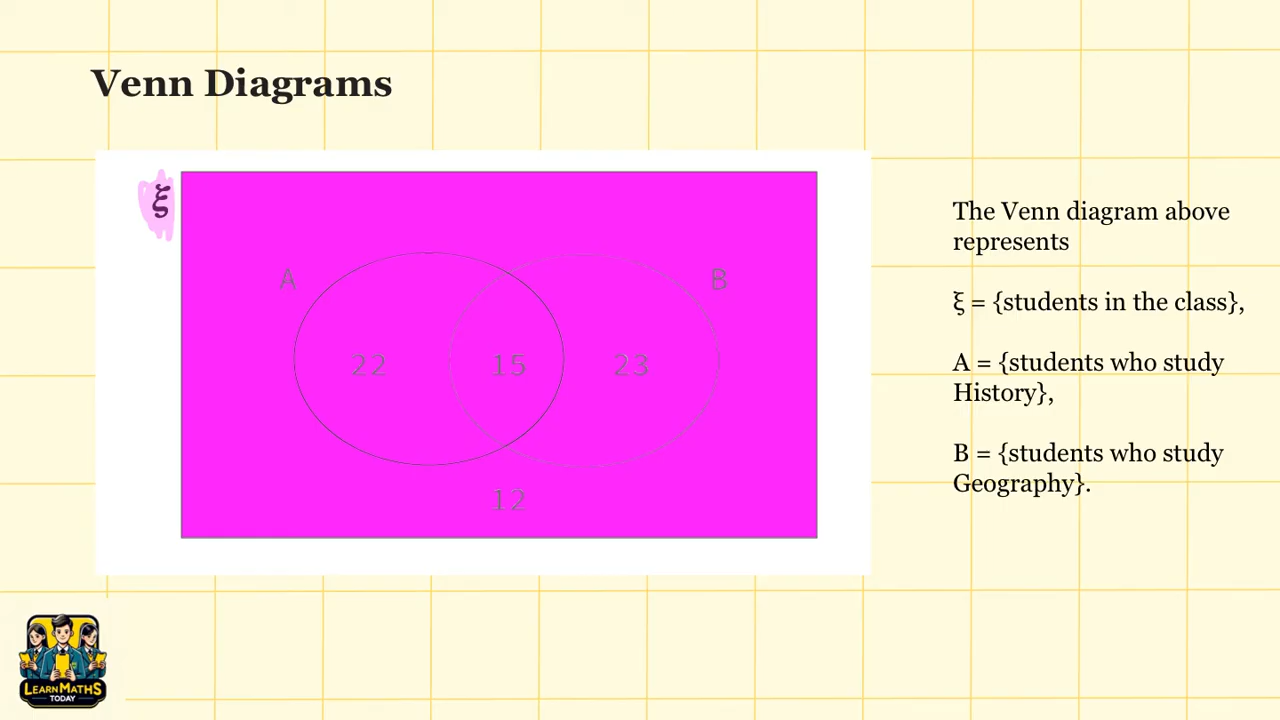 Venn Diagrams
ξ
A
B
22
15
23
12
The Venn diagram above
represents
ξ = {students in the class},
A = {students who study
History},
B = {students who study
Geography}.
LEARNMATHS
TODAY